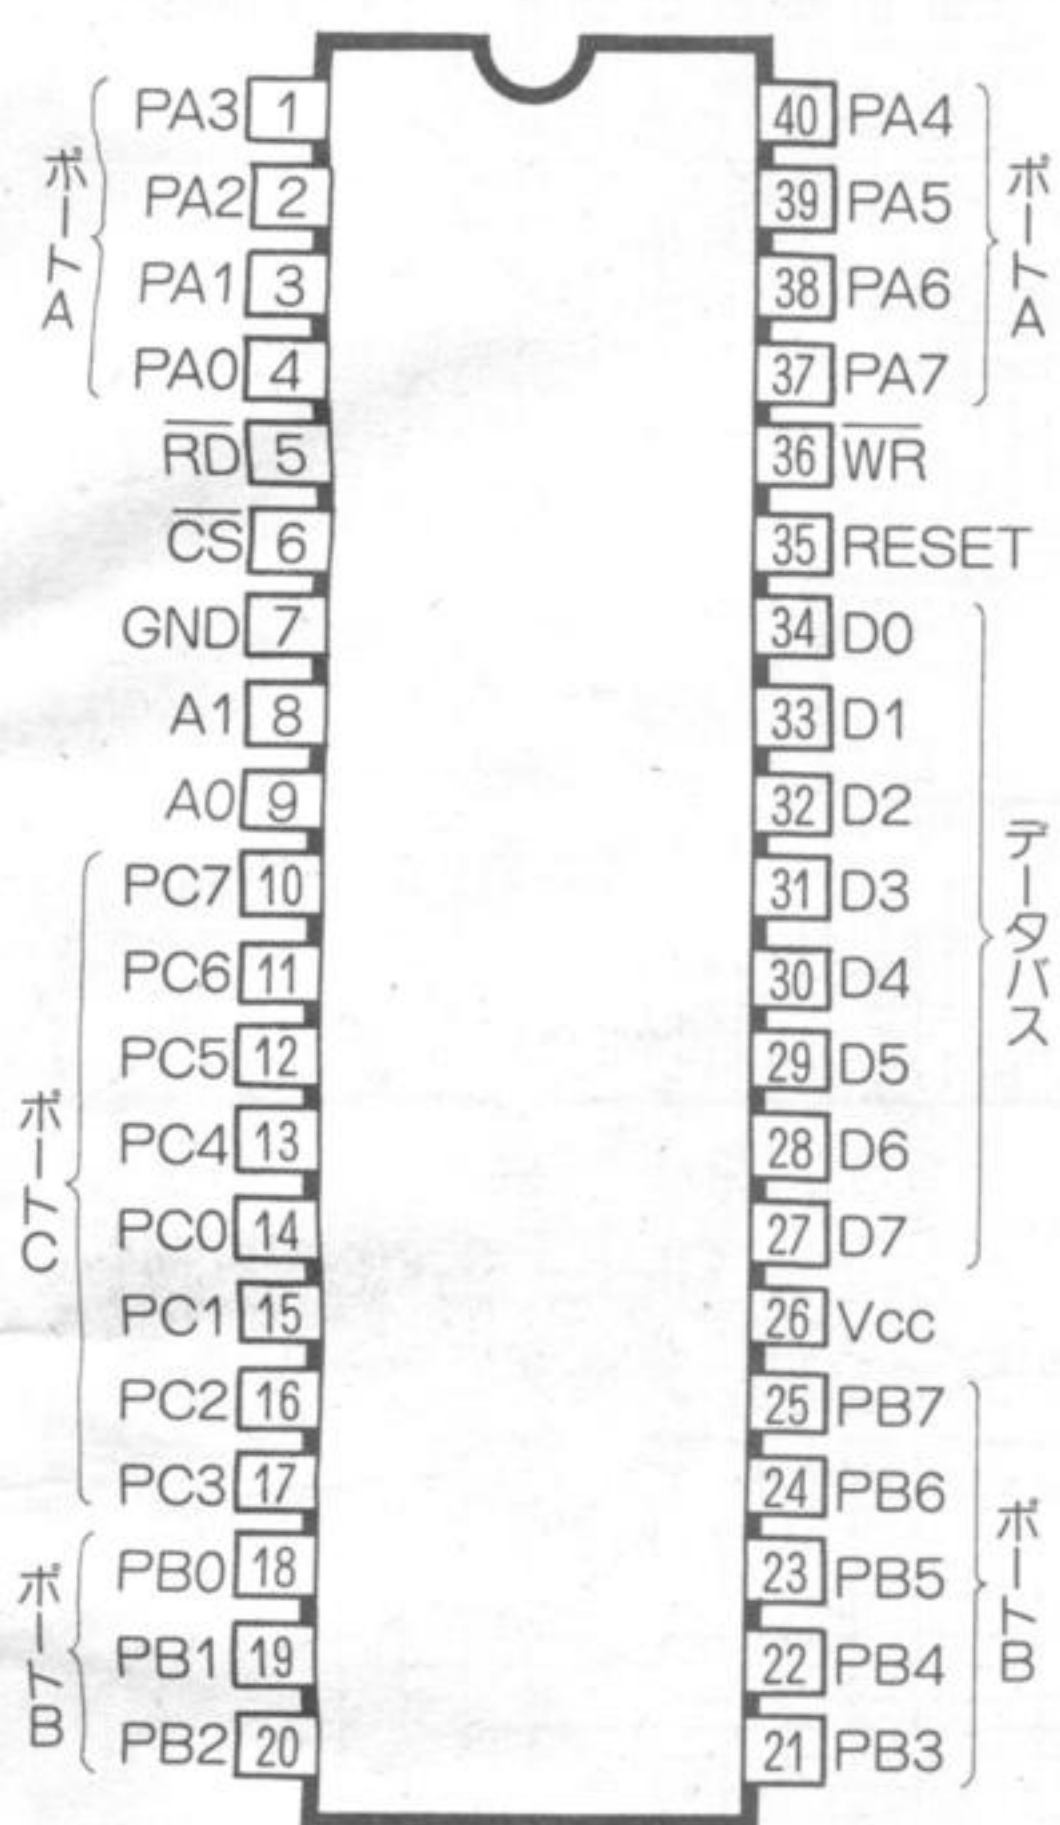 ポートA
PA3 1
PA2 2
PA1 3
PA0 4
R̅D̅ 5
C̅S̅ 6
GND 7
A1 8
A0 9
ポートC
PC7 10
PC6 11
PC5 12
PC4 13
PC0 14
PC1 15
PC2 16
PC3 17
ポートB
PB0 18
PB1 19
PB2 20
40 PA4
39 PA5
38 PA6
37 PA7
ポートA
36 W̅R̅
35 RESET
34 D0
33 D1
32 D2
31 D3
30 D4
29 D5
28 D6
27 D7
データバス
26 Vcc
25 PB7
24 PB6
23 PB5
22 PB4
21 PB3
ポートB